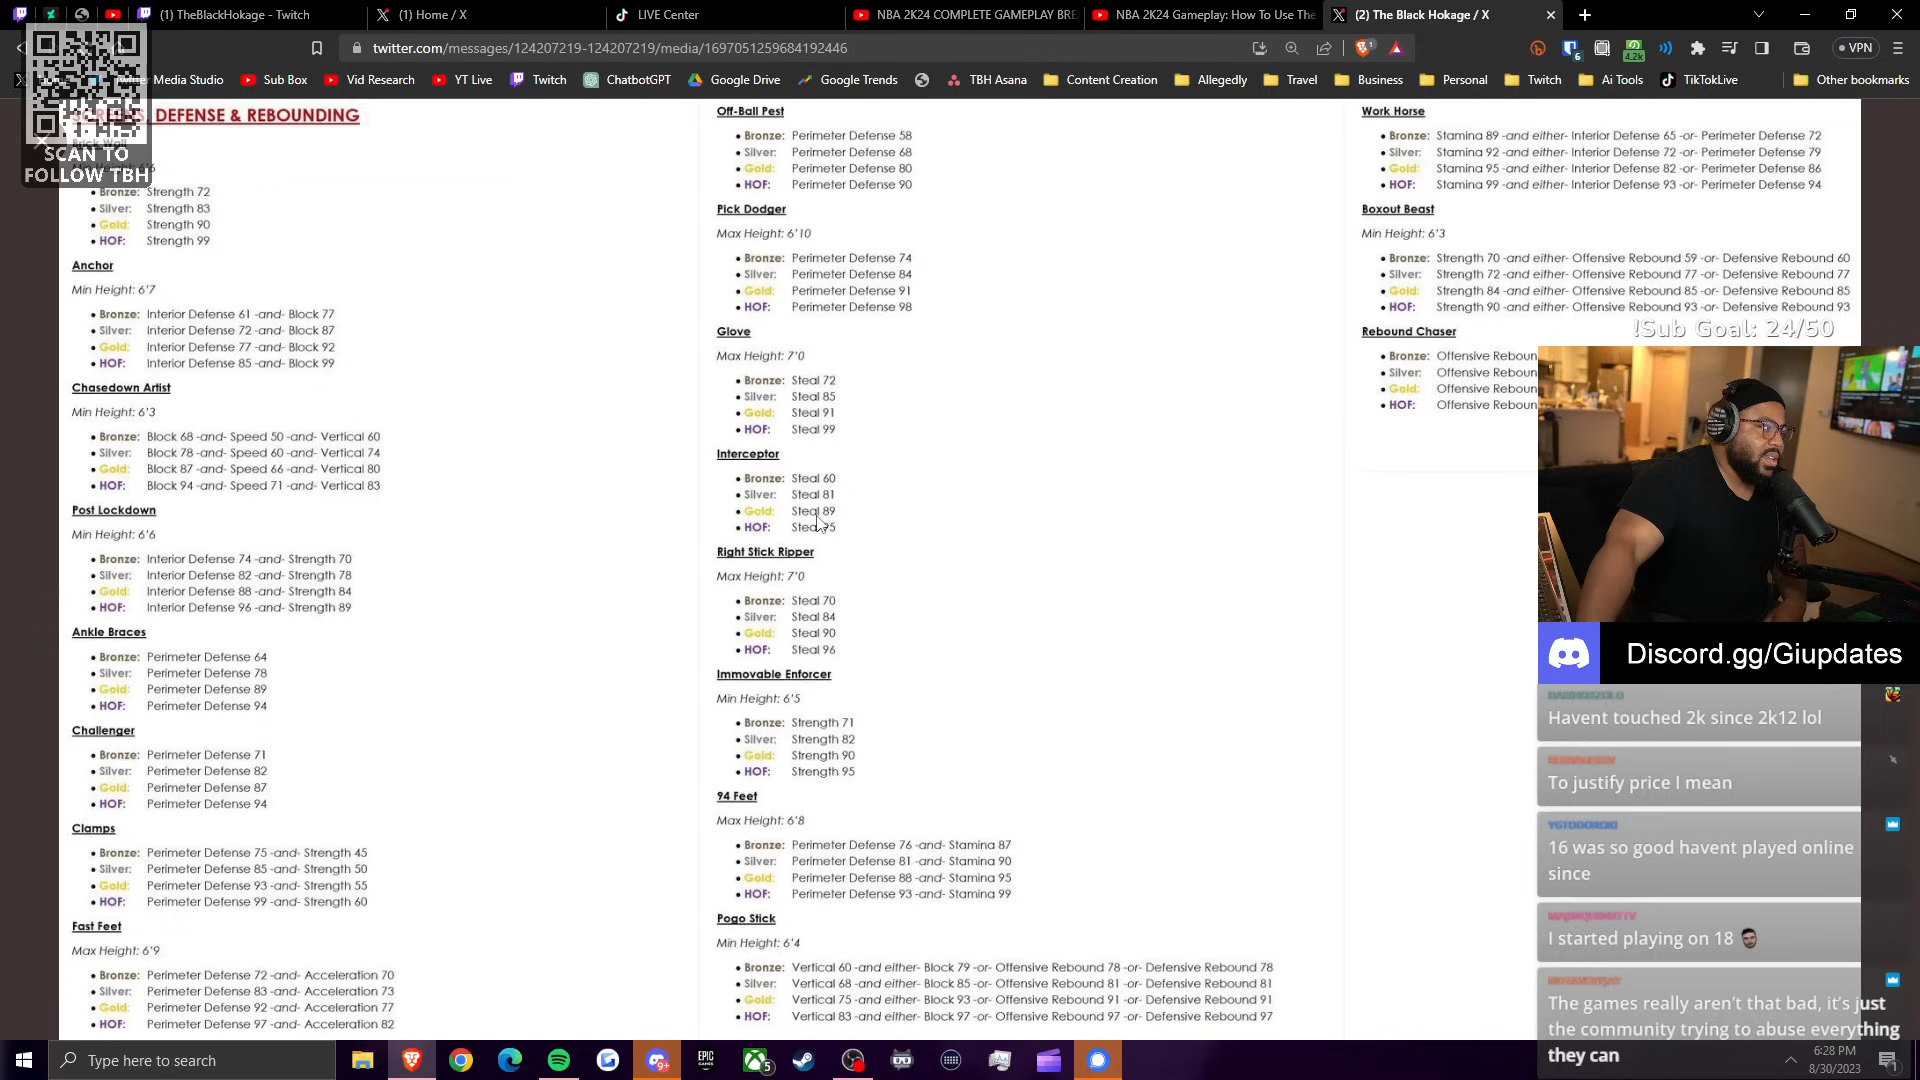 (1) TheBlackHokage - Twitch
(1) Home / X
LIVE Center
NBA 2K24 COMPLETE GAMEPLAY BRE
NBA 2K24 Gameplay: How To Use The
(2) The Black Hokage / X
twitter.com/messages/124207219-124207219/media/1697051259684192446
4.2k
6
1
VPN
Twitter Media Studio
Sub Box
Vid Research
YT Live
Twitch
ChatbotGPT
Google Drive
Google Trends
TBH Asana
Content Creation
Allegedly
Travel
Business
Personal
Twitch
Ai Tools
TikTokLive
Other bookmarks
SCAN TO
FOLLOW TBH
DEFENSE & REBOUNDING
Brick Wall
• Bronze: Strength 72
• Silver: Strength 83
• Gold: Strength 90
• HOF: Strength 99
Anchor
Min Height: 6'7
• Bronze: Interior Defense 61 -and- Block 77
• Silver: Interior Defense 72 -and- Block 87
• Gold: Interior Defense 77 -and- Block 92
• HOF: Interior Defense 85 -and- Block 99
Chasedown Artist
Min Height: 6'3
• Bronze: Block 68 -and- Speed 50 -and- Vertical 60
• Silver: Block 78 -and- Speed 60 -and- Vertical 74
• Gold: Block 87 -and- Speed 66 -and- Vertical 80
• HOF: Block 94 -and- Speed 71 -and- Vertical 83
Post Lockdown
Min Height: 6'6
• Bronze: Interior Defense 74 -and- Strength 70
• Silver: Interior Defense 82 -and- Strength 78
• Gold: Interior Defense 88 -and- Strength 84
• HOF: Interior Defense 96 -and- Strength 89
Ankle Braces
• Bronze: Perimeter Defense 64
• Silver: Perimeter Defense 78
• Gold: Perimeter Defense 89
• HOF: Perimeter Defense 94
Challenger
• Bronze: Perimeter Defense 71
• Silver: Perimeter Defense 82
• Gold: Perimeter Defense 87
• HOF: Perimeter Defense 94
Clamps
• Bronze: Perimeter Defense 75 -and- Strength 45
• Silver: Perimeter Defense 85 -and- Strength 50
• Gold: Perimeter Defense 93 -and- Strength 55
• HOF: Perimeter Defense 99 -and- Strength 60
Fast Feet
Max Height: 6'9
• Bronze: Perimeter Defense 72 -and- Acceleration 70
• Silver: Perimeter Defense 83 -and- Acceleration 73
• Gold: Perimeter Defense 92 -and- Acceleration 77
• HOF: Perimeter Defense 97 -and- Acceleration 82
Off-Ball Pest
• Bronze: Perimeter Defense 58
• Silver: Perimeter Defense 68
• Gold: Perimeter Defense 80
• HOF: Perimeter Defense 90
Pick Dodger
Max Height: 6'10
• Bronze: Perimeter Defense 74
• Silver: Perimeter Defense 84
• Gold: Perimeter Defense 91
• HOF: Perimeter Defense 98
Glove
Max Height: 7'0
• Bronze: Steal 72
• Silver: Steal 85
• Gold: Steal 91
• HOF: Steal 99
Interceptor
• Bronze: Steal 60
• Silver: Steal 81
• Gold: Steal 89
• HOF: Steal 95
Right Stick Ripper
Max Height: 7'0
• Bronze: Steal 70
• Silver: Steal 84
• Gold: Steal 90
• HOF: Steal 96
Immovable Enforcer
Min Height: 6'5
• Bronze: Strength 71
• Silver: Strength 82
• Gold: Strength 90
• HOF: Strength 95
94 Feet
Max Height: 6'8
• Bronze: Perimeter Defense 76 -and- Stamina 87
• Silver: Perimeter Defense 81 -and- Stamina 90
• Gold: Perimeter Defense 88 -and- Stamina 95
• HOF: Perimeter Defense 93 -and- Stamina 99
Pogo Stick
Min Height: 6'4
• Bronze: Vertical 60 -and either- Block 79 -or- Offensive Rebound 78 -or- Defensive Rebound 78
• Silver: Vertical 68 -and either- Block 85 -or- Offensive Rebound 81 -or- Defensive Rebound 81
• Gold: Vertical 75 -and either- Block 93 -or- Offensive Rebound 91 -or- Defensive Rebound 91
• HOF: Vertical 83 -and either- Block 97 -or- Offensive Rebound 97 -or- Defensive Rebound 97
Work Horse
• Bronze: Stamina 89 -and either- Interior Defense 65 -or- Perimeter Defense 72
• Silver: Stamina 92 -and either- Interior Defense 72 -or- Perimeter Defense 79
• Gold: Stamina 95 -and either- Interior Defense 82 -or- Perimeter Defense 86
• HOF: Stamina 99 -and either- Interior Defense 93 -or- Perimeter Defense 94
Boxout Beast
Min Height: 6'3
• Bronze: Strength 70 -and either- Offensive Rebound 59 -or- Defensive Rebound 60
• Silver: Strength 72 -and either- Offensive Rebound 77 -or- Defensive Rebound 77
• Gold: Strength 84 -and either- Offensive Rebound 85 -or- Defensive Rebound 85
• HOF: Strength 90 -and either- Offensive Rebound 93 -or- Defensive Rebound 93
Rebound Chaser
• Bronze: Offensive Reboun
• Silver: Offensive Reboun
• Gold: Offensive Reboun
• HOF: Offensive Reboun
!Sub Goal: 24/50
Discord.gg/Giupdates
Havent touched 2k since 2k12 lol
To justify price I mean
YGTODOROKI
16 was so good havent played online
since
I started playing on 18
The games really aren't that bad, it's just
the community trying to abuse everything
they can
Type here to search
9+
EPIC
GAMES
5
6:28 PM
8/30/2023
1